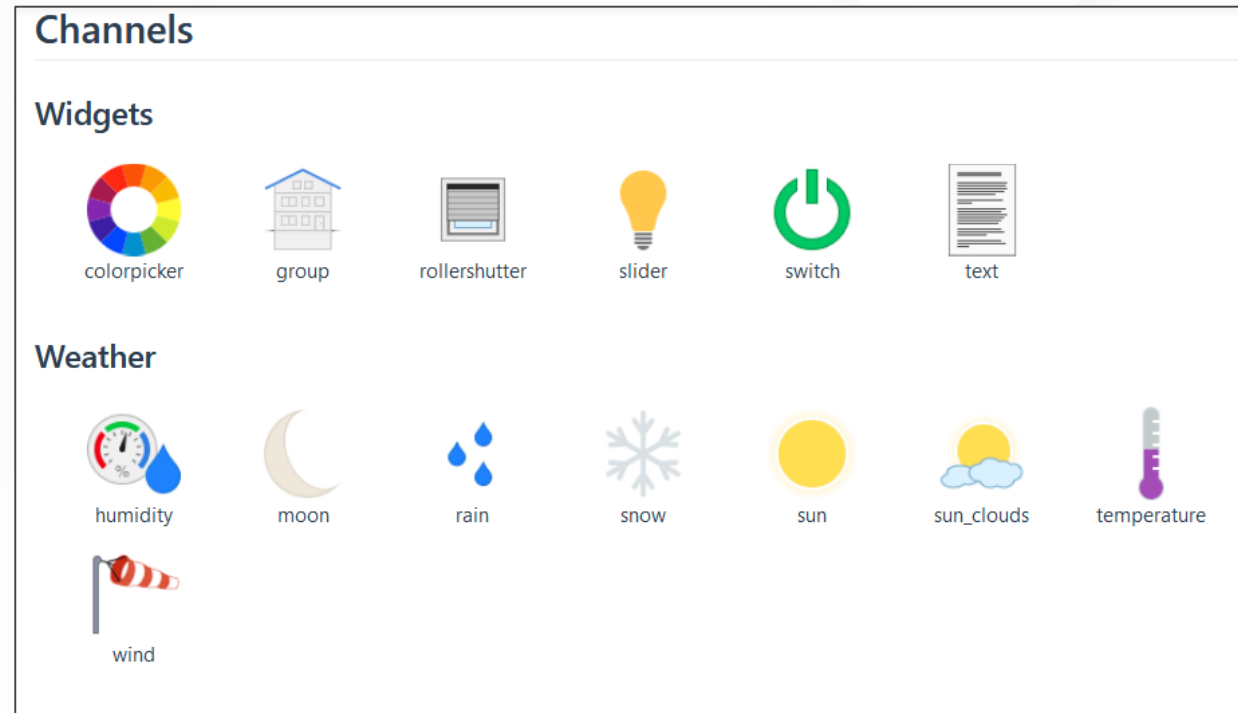 Channels
Widgets
colorpicker group rollershutter slider switch text
Weather
%
humidity moon rain snow sun sun_clouds temperature
wind